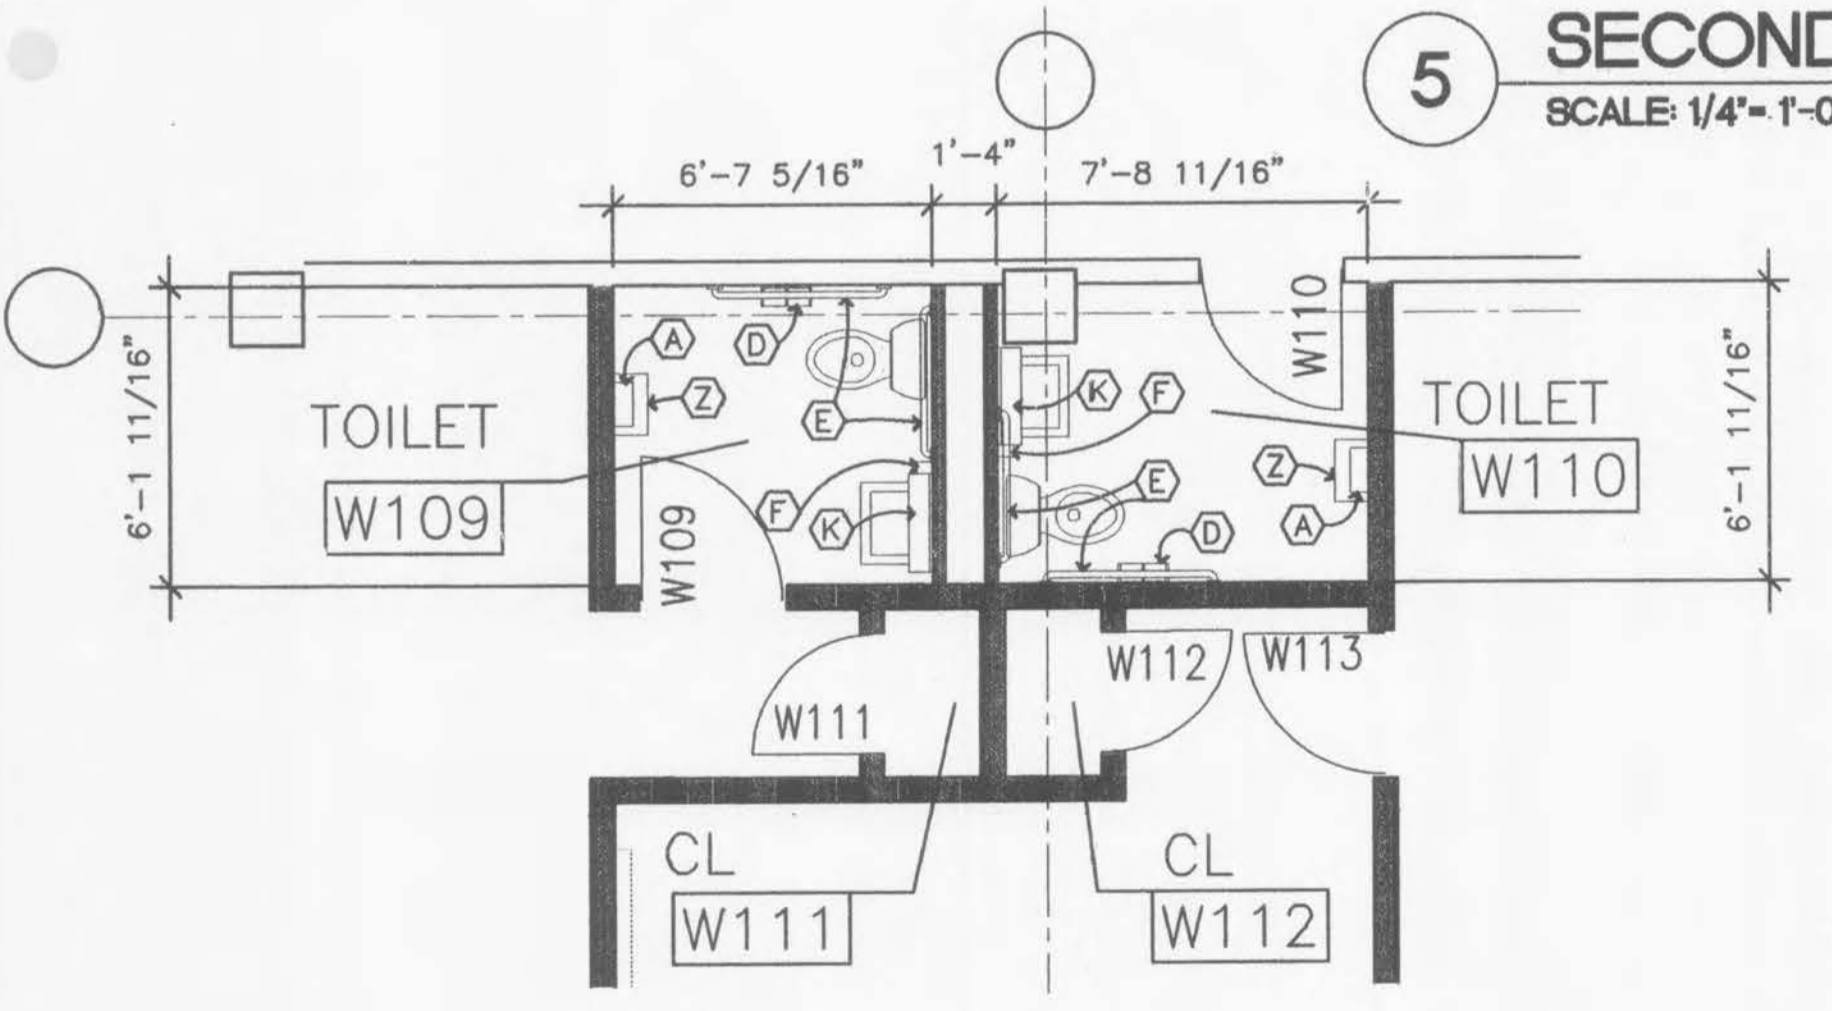 5
SECOND
SCALE: 1/4"= 1'-0
6'-7 5/16"
1'-4"
7'-8 11/16"
6'-1 11/16"
6'-1 11/16"
A
D
Z
E
F
K
K
F
E
Z
D
A
TOILET
W109
W109
W110
TOILET
W110
W111
W112
W113
CL
W111
CL
W112